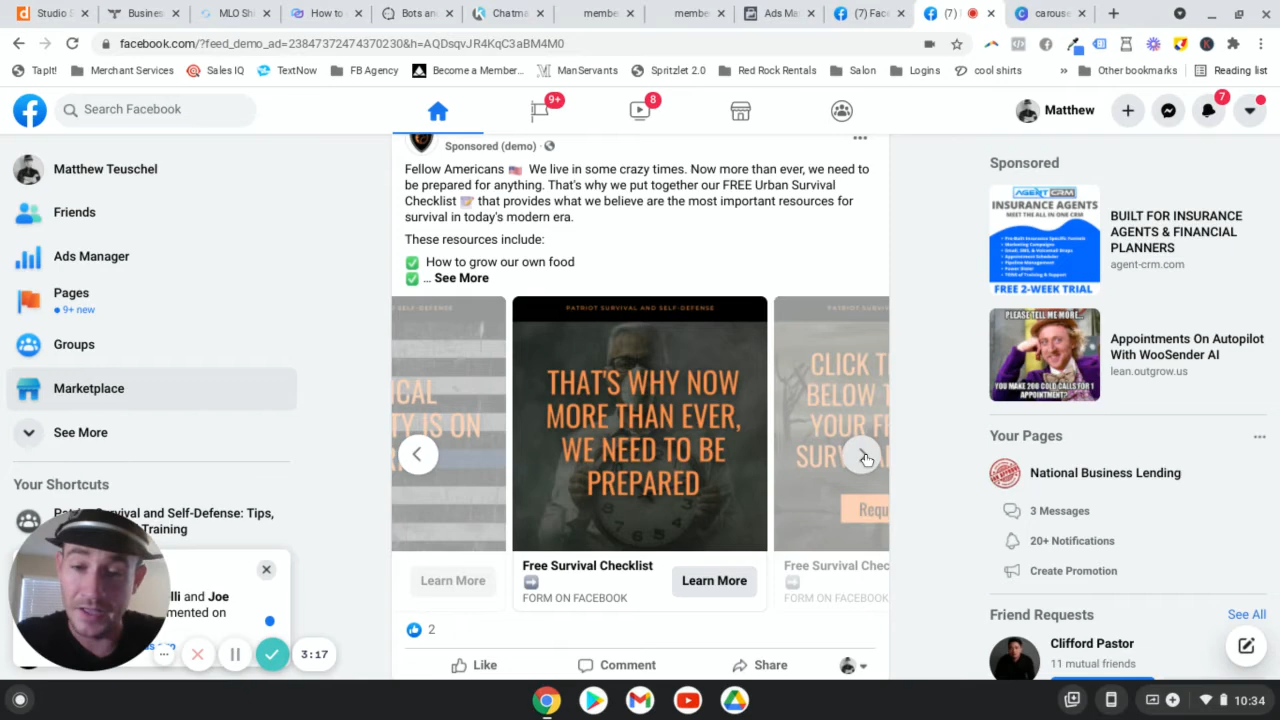 Studio E
Busines
MLO Sh
How to
Bots an
Chatma
membe
membe
Ads Ma
(7) Face
(7)
carouse
facebook.com/?feed_demo_ad=23847372474370230&h=AQDsqvJR4KqC3aBM4M0
TapIt!
Merchant Services
Sales IQ
TextNow
FB Agency
Become a Member...
ManServants
Spritzlet 2.0
Red Rock Rentals
Salon
Logins
cool shirts
»
Other bookmarks
Reading list
Search Facebook
9+
8
Matthew
7
Matthew Teuschel
Friends
Ads Manager
Pages
9+ new
Groups
Marketplace
See More
Your Shortcuts
Survival and Self-Defense: Tips,
Training
lli and Joe
mented on
3:17
Sponsored (demo) ·
Fellow Americans 🇺🇸 We live in some crazy times. Now more than ever, we need to
be prepared for anything. That's why we put together our FREE Urban Survival
Checklist 📝 that provides what we believe are the most important resources for
survival in today's modern era.
These resources include:
✅ How to grow our own food
✅ ... See More
ICAL
TY IS ON
Learn More
PATRIOT SURVIVAL AND SELF-DEFENSE
THAT'S WHY NOW
MORE THAN EVER,
WE NEED TO BE
PREPARED
Free Survival Checklist
➡️
FORM ON FACEBOOK
Learn More
CLICK T
BELOW T
YOUR F
SURV
Requ
Free Survival Chec
➡️
FORM ON FACEBOOK
2
Like
Comment
Share
Sponsored
AGENT CRM
INSURANCE AGENTS
MEET THE ALL IN ONE CRM
FREE 2-WEEK TRIAL
BUILT FOR INSURANCE
AGENTS & FINANCIAL
PLANNERS
agent-crm.com
PLEASE TELL ME MORE...
YOU MAKE 200 COLD CALLS FOR 1
APPOINTMENT?
Appointments On Autopilot
With WooSender AI
lean.outgrow.us
Your Pages
National Business Lending
3 Messages
20+ Notifications
Create Promotion
Friend Requests
See All
Clifford Pastor
11 mutual friends
10:34